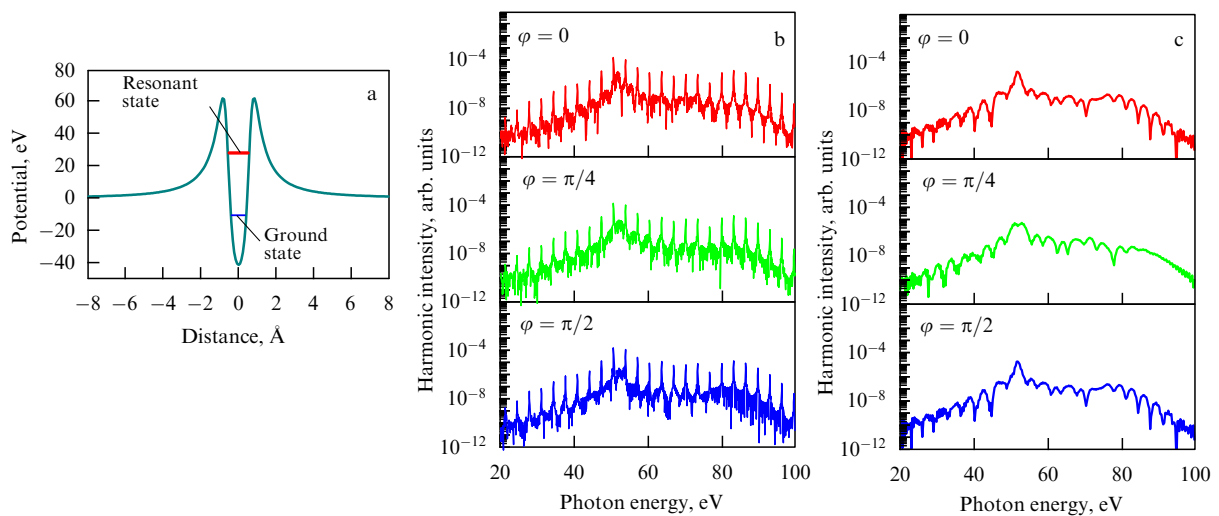 a
Potential, eV
80
60
40
20
0
−20
−40
Resonant
state
Ground
state
−8
−6
−4
−2
0
2
4
6
8
Distance, Å
b
Harmonic intensity, arb. units
φ = 0
10⁻⁴
10⁻⁸
10⁻¹²
φ = π/4
10⁻⁴
10⁻⁸
10⁻¹²
φ = π/2
10⁻⁴
10⁻⁸
10⁻¹²
20
40
60
80
100
Photon energy, eV
c
Harmonic intensity, arb. units
φ = 0
10⁻⁴
10⁻⁸
10⁻¹²
φ = π/4
10⁻⁴
10⁻⁸
10⁻¹²
φ = π/2
10⁻⁴
10⁻⁸
10⁻¹²
20
40
60
80
100
Photon energy, eV